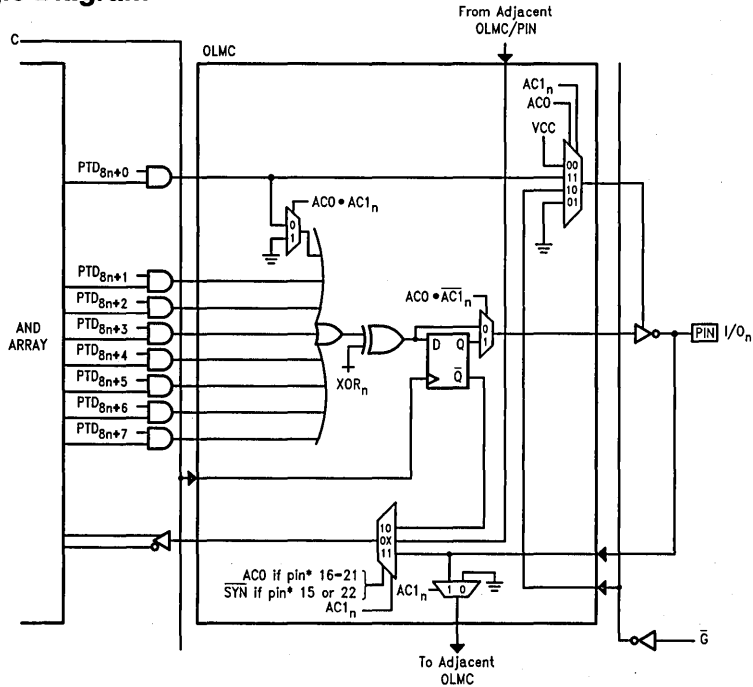 From Adjacent
OLMC/PIN
C
OLMC
AC1n
AC0
VCC
PTD8n+0
00
11
10
01
AC0 • AC1n
0
1
PTD8n+1
PTD8n+2
PTD8n+3
PTD8n+4
PTD8n+5
PTD8n+6
PTD8n+7
AND
ARRAY
AC0 • AC1n
0
1
D Q
Q
XORn
PIN I/On
10
0X
11
AC0 if pin* 16-21
SYN if pin* 15 or 22
AC1n
AC1n
1 0
G
To Adjacent
OLMC